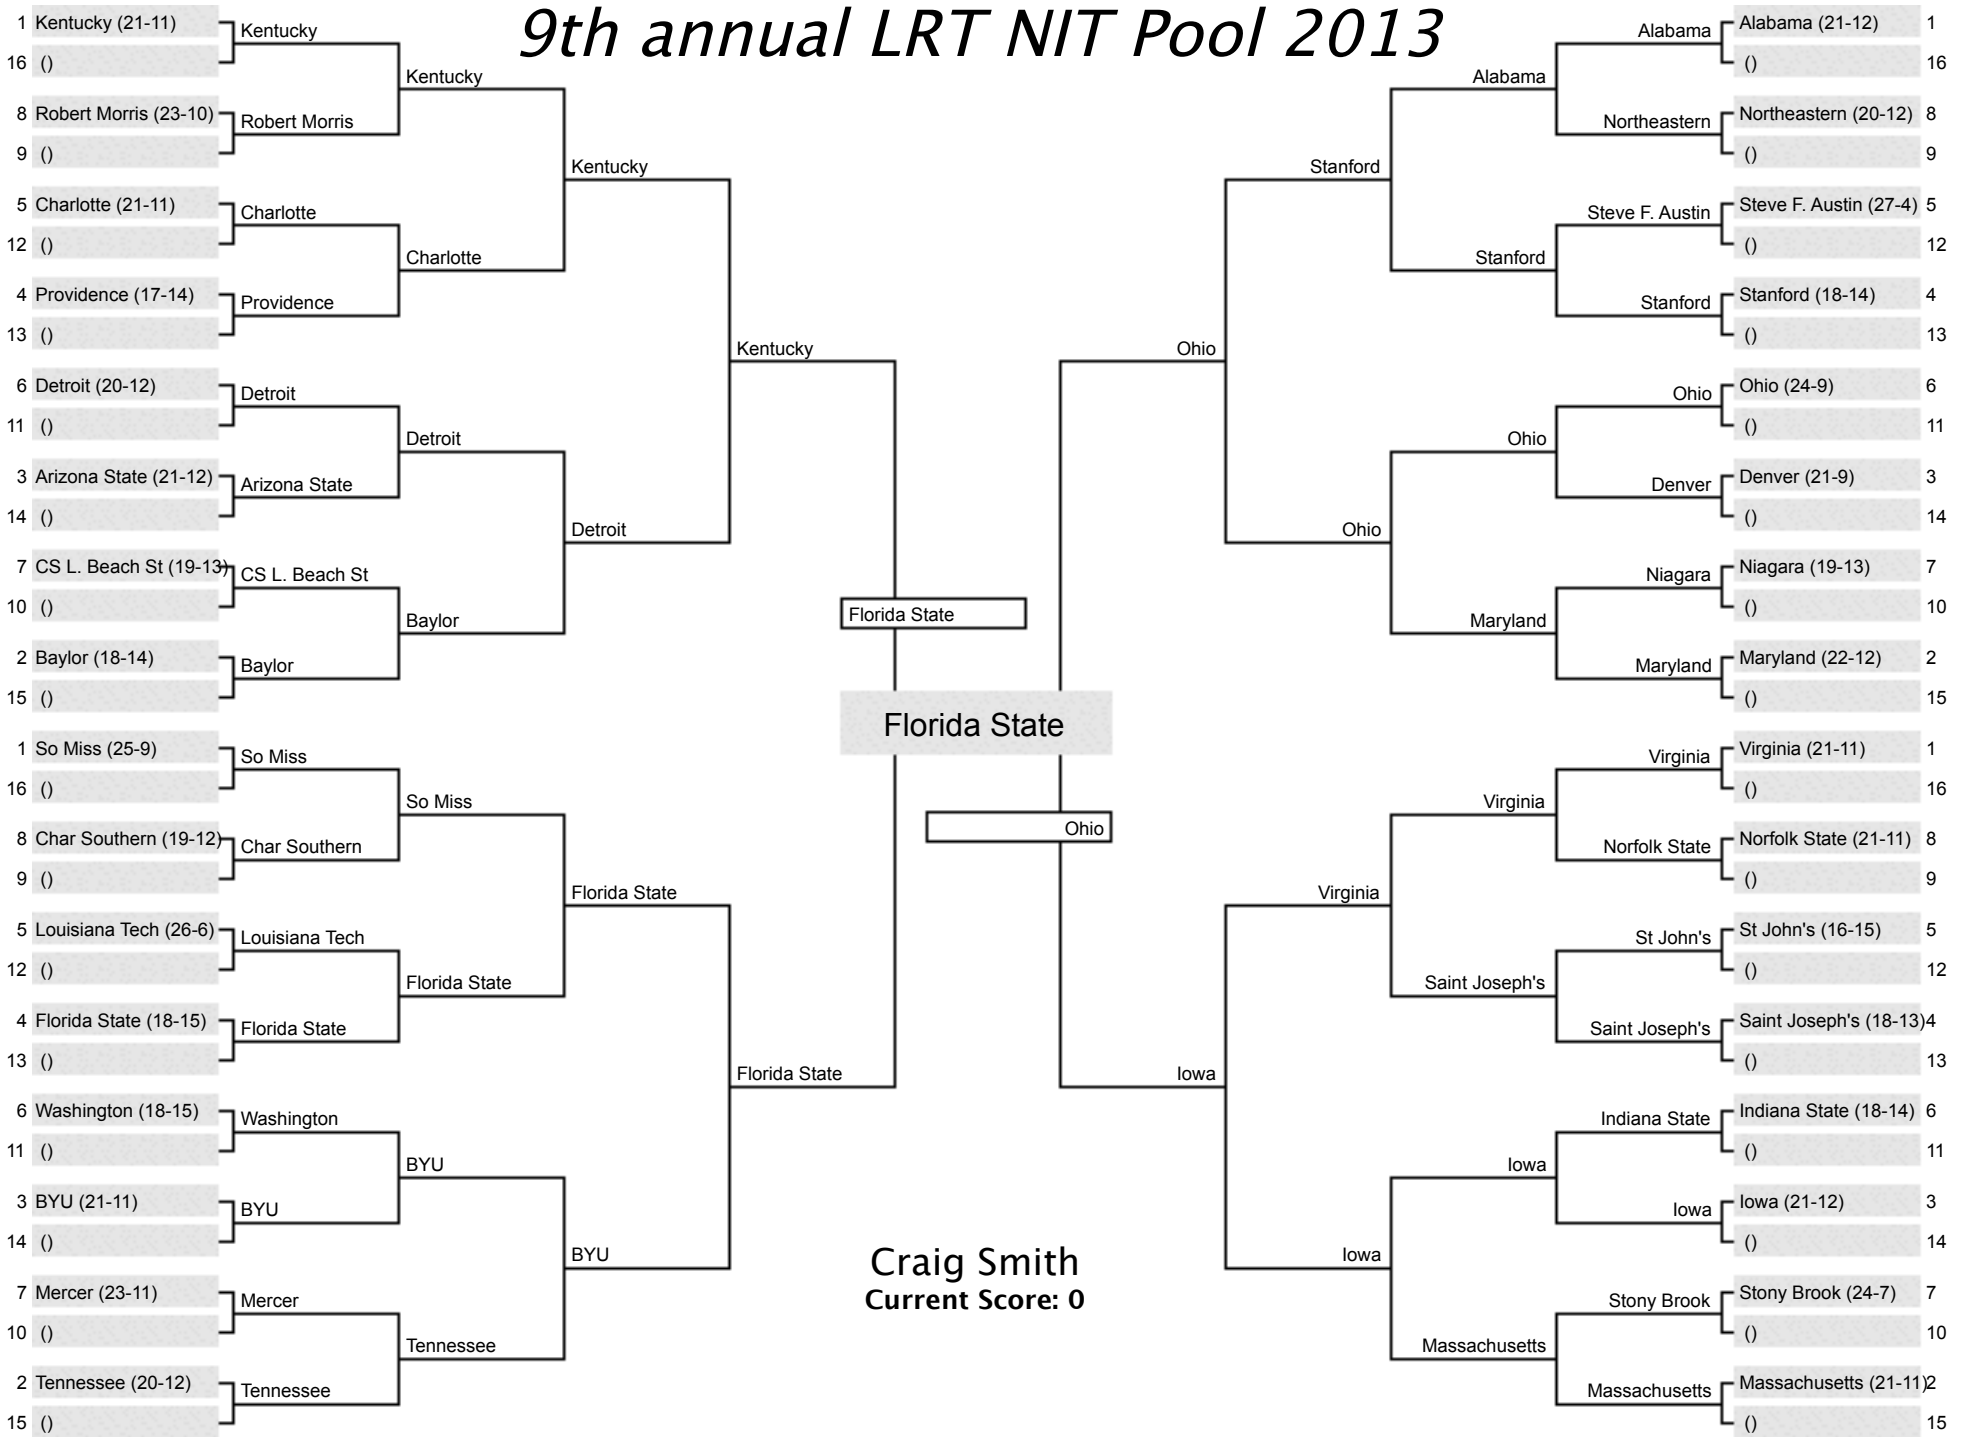 9th annual LRT NIT Pool 2013
1 Kentucky (21-11)
16 ()
8 Robert Morris (23-10)
9 ()
5 Charlotte (21-11)
12 ()
4 Providence (17-14)
13 ()
6 Detroit (20-12)
11 ()
3 Arizona State (21-12)
14 ()
7 CS L. Beach St (19-13)
10 ()
2 Baylor (18-14)
15 ()
1 So Miss (25-9)
16 ()
8 Char Southern (19-12)
9 ()
5 Louisiana Tech (26-6)
12 ()
4 Florida State (18-15)
13 ()
6 Washington (18-15)
11 ()
3 BYU (21-11)
14 ()
7 Mercer (23-11)
10 ()
2 Tennessee (20-12)
15 ()
Kentucky
Robert Morris
Charlotte
Providence
Detroit
Arizona State
CS L. Beach St
Baylor
So Miss
Char Southern
Louisiana Tech
Florida State
Washington
BYU
Mercer
Tennessee
Kentucky
Charlotte
Detroit
Baylor
So Miss
Florida State
BYU
Tennessee
Kentucky
Detroit
Florida State
BYU
Kentucky
Florida State
Florida State
Florida State
Ohio
Craig Smith
Current Score: 0
Ohio
Iowa
Stanford
Ohio
Virginia
Iowa
Alabama
Stanford
Ohio
Maryland
Virginia
Saint Joseph's
Iowa
Massachusetts
Alabama
Northeastern
Steve F. Austin
Stanford
Ohio
Denver
Niagara
Maryland
Virginia
Norfolk State
St John's
Saint Joseph's
Indiana State
Iowa
Stony Brook
Massachusetts
Alabama (21-12) 1
() 16
Northeastern (20-12) 8
() 9
Steve F. Austin (27-4) 5
() 12
Stanford (18-14) 4
() 13
Ohio (24-9) 6
() 11
Denver (21-9) 3
() 14
Niagara (19-13) 7
() 10
Maryland (22-12) 2
() 15
Virginia (21-11) 1
() 16
Norfolk State (21-11) 8
() 9
St John's (16-15) 5
() 12
Saint Joseph's (18-13) 4
() 13
Indiana State (18-14) 6
() 11
Iowa (21-12) 3
() 14
Stony Brook (24-7) 7
() 10
Massachusetts (21-11) 2
() 15